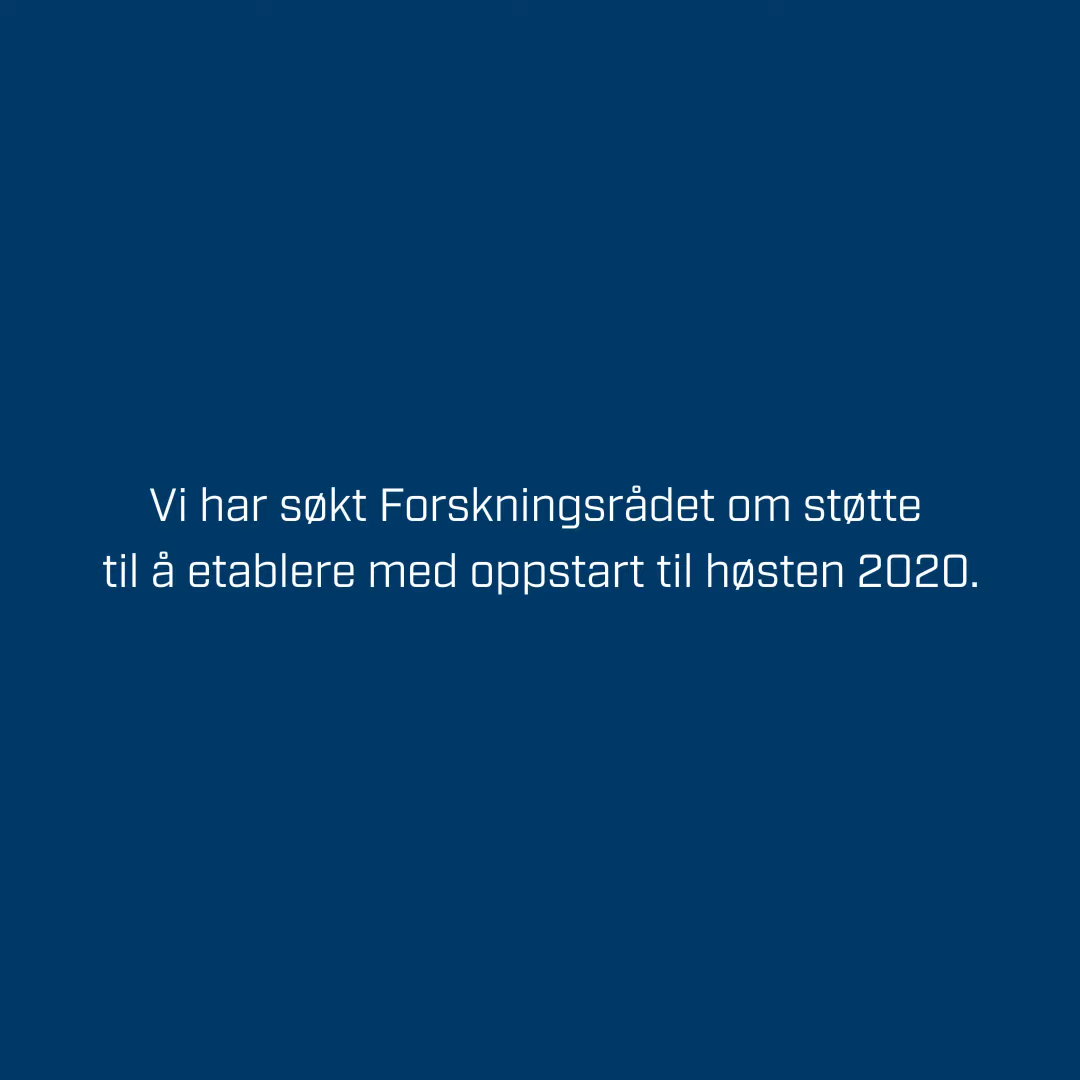 Vi har søkt Forskningsrådet om støtte
til å etablere med oppstart til høsten 2020.